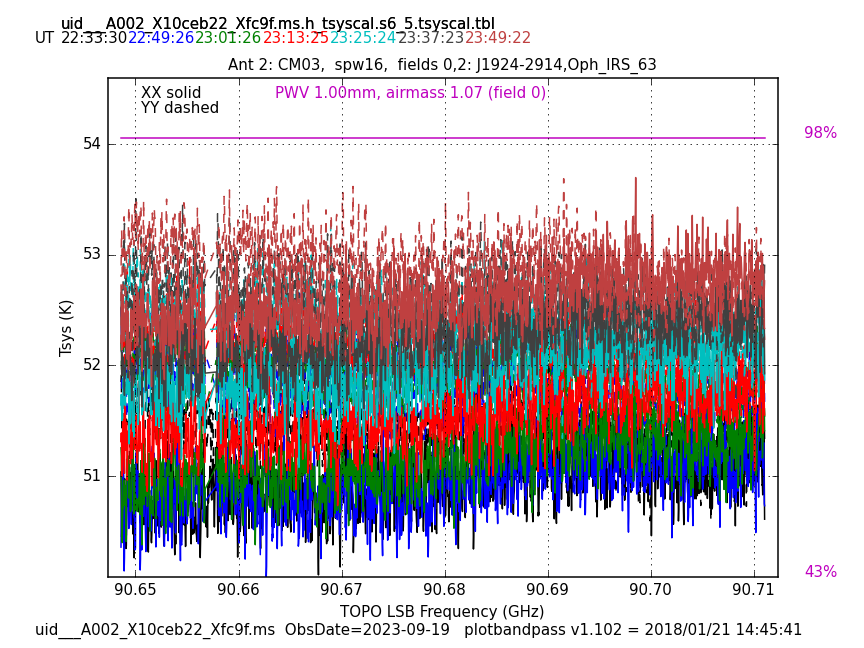 uid___A002_X10ceb22_Xfc9f.ms.h_tsyscal.s6_5.tsyscal.tbl
UT 22:33:30 22:49:26 23:01:26 23:13:25 23:25:24 23:37:23 23:49:22
Ant 2: CM03,  spw16,  fields 0,2: J1924-2914,Oph_IRS_63
XX solid
PWV 1.00mm, airmass 1.07 (field 0)
YY dashed
98%
54
53
52
51
Tsys (K)
43%
90.65 90.66 90.67 90.68 90.69 90.70 90.71
TOPO LSB Frequency (GHz)
uid___A002_X10ceb22_Xfc9f.ms  ObsDate=2023-09-19   plotbandpass v1.102 = 2018/01/21 14:45:41